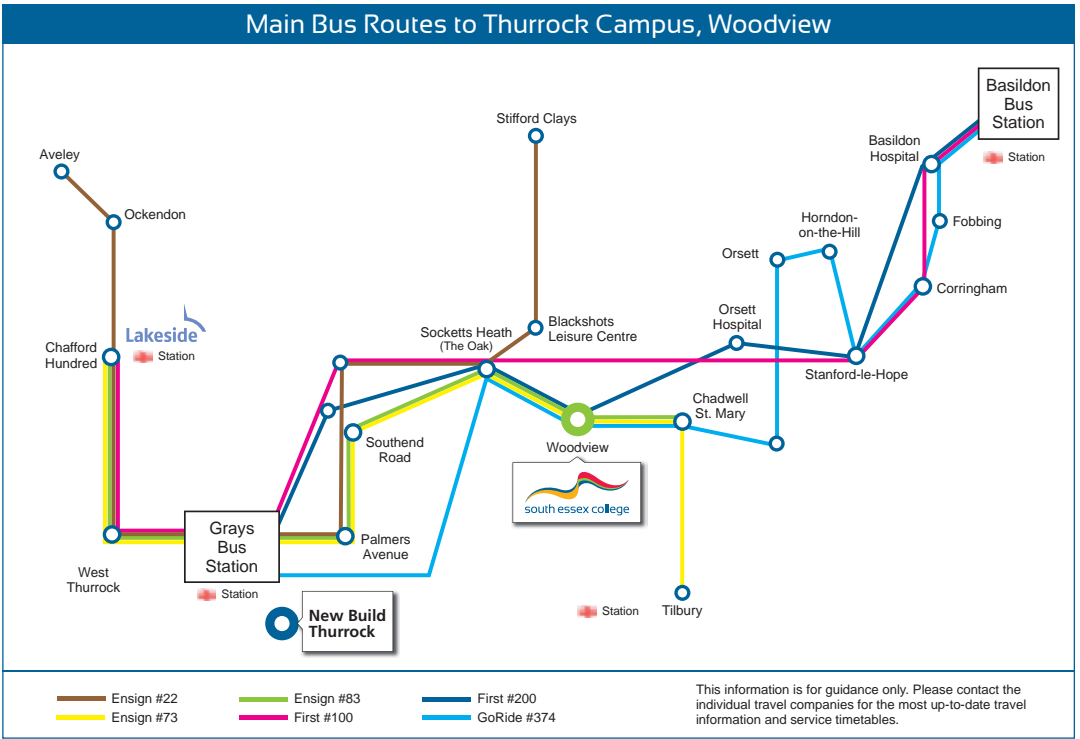 Main Bus Routes to Thurrock Campus, Woodview
Basildon
Bus
Station
Station
Stifford Clays
Basildon
Hospital
Aveley
Ockendon
Horndon-
on-the-Hill
Fobbing
Orsett
Corringham
Lakeside
Station
Chafford
Hundred
Socketts Heath
(The Oak)
Blackshots
Leisure Centre
Orsett
Hospital
Stanford-le-Hope
Chadwell
St. Mary
Southend
Road
Woodview
south essex college
Grays
Bus
Station
Station
Palmers
Avenue
West
Thurrock
New Build
Thurrock
Station
Tilbury
Ensign #22
Ensign #73
Ensign #83
First #100
First #200
GoRide #374
This information is for guidance only. Please contact the
individual travel companies for the most up-to-date travel
information and service timetables.